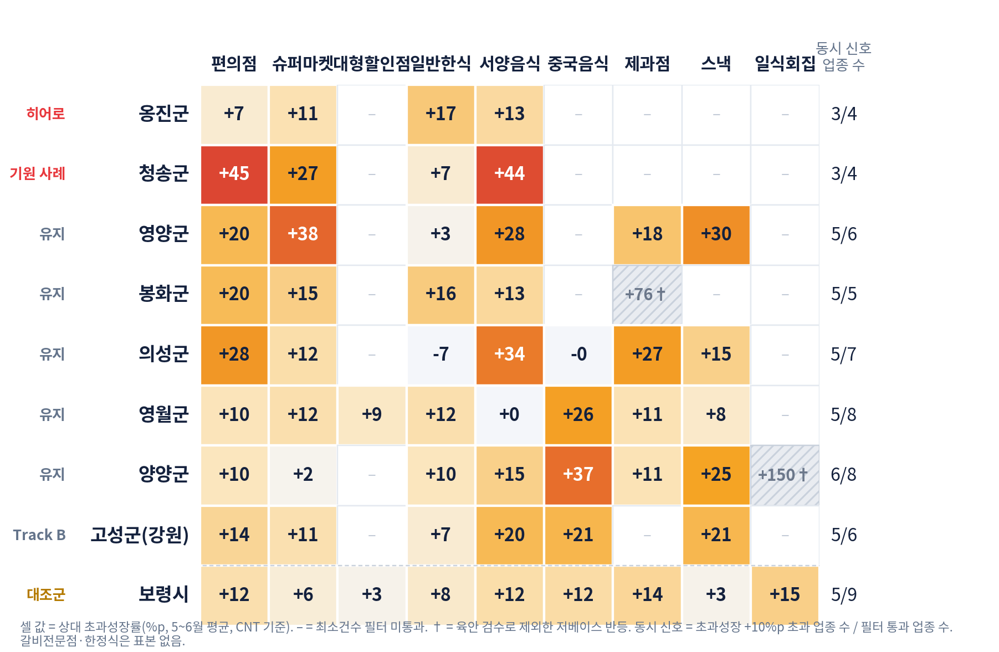 동시 신호
편의점 슈퍼마켓 대형할인점 일반한식 서양음식 중국음식 제과점 스낵 일식회집 업종 수
히어로 옹진군 +7 +11 – +17 +13 – – – – 3/4
기원 사례 청송군 +45 +27 – +7 +44 – – – – 3/4
유지 영양군 +20 +38 – +3 +28 – +18 +30 – 5/6
유지 봉화군 +20 +15 – +16 +13 – +76 † – – 5/5
유지 의성군 +28 +12 – -7 +34 -0 +27 +15 – 5/7
유지 영월군 +10 +12 +9 +12 +0 +26 +11 +8 – 5/8
유지 양양군 +10 +2 – +10 +15 +37 +11 +25 +150 † 6/8
Track B 고성군(강원) +14 +11 – +7 +20 +21 – +21 – 5/6
대조군 보령시 +12 +6 +3 +8 +12 +12 +14 +3 +15 5/9
셀 값 = 상대 초과성장률(%p, 5~6월 평균, CNT 기준). – = 최소건수 필터 미통과. † = 육안 검수로 제외한 저베이스 반등. 동시 신호 = 초과성장 +10%p 초과 업종 수 / 필터 통과 업종 수.
갈비전문점·한정식은 표본 없음.